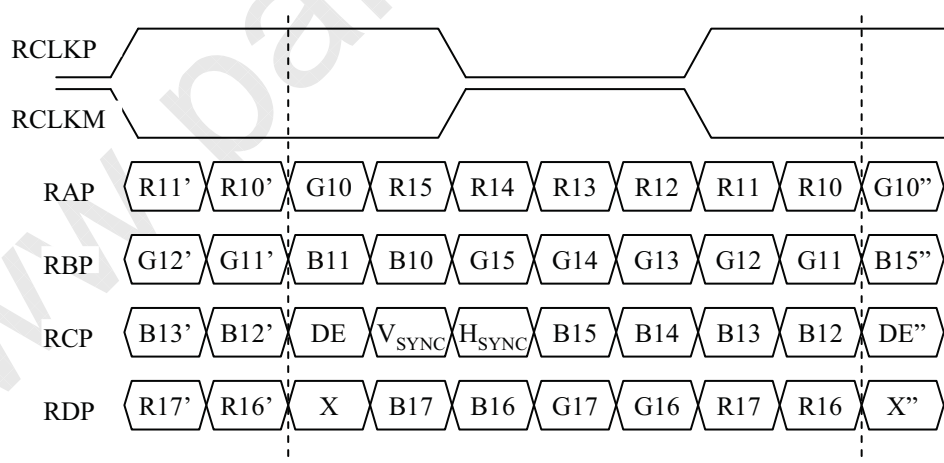 RCLKP
RCLKM
RAP R11’ R10’ G10 R15 R14 R13 R12 R11 R10 G10”
RBP G12’ G11’ B11 B10 G15 G14 G13 G12 G11 B15”
RCP B13’ B12’ DE VSYNC HSYNC B15 B14 B13 B12 DE”
RDP R17’ R16’ X B17 B16 G17 G16 R17 R16 X”